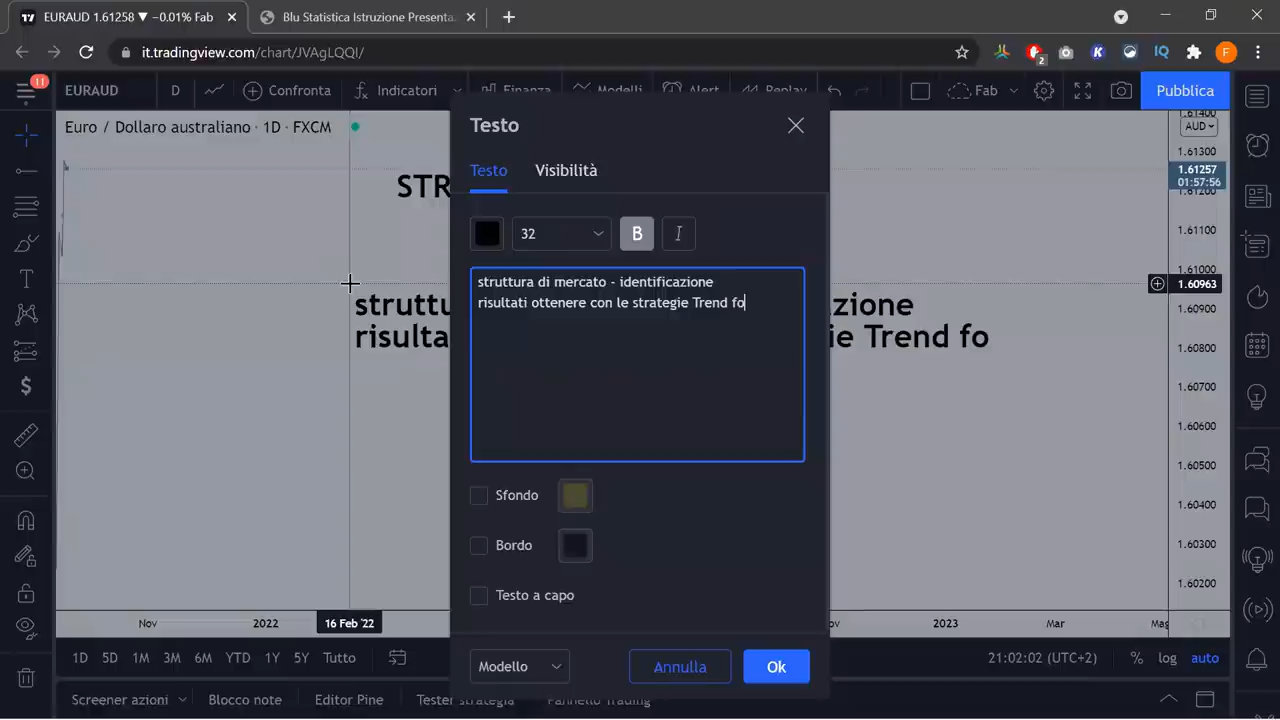 EURAUD 1.61258 ▼ −0.01% Fab
Blu Statistica Istruzione Presenta
it.tradingview.com/chart/JVAgLQQI/
2
K
IQ
F
11
EURAUD
D
Confronta
Indicatori
Finanza
Modelli
Alert
Replay
Fab
Pubblica
Euro / Dollaro australiano · 1D · FXCM
STR
struttu
zione
risulta
ie Trend fo
Testo
Testo
Visibilità
32
B
I
struttura di mercato - identificazione
risultati ottenere con le strategie Trend fo
Sfondo
Bordo
Testo a capo
Modello
Annulla
Ok
1.61400
AUD
1.61300
1.61257
01:57:56
1.61200
1.61100
1.61000
1.60963
1.60900
1.60800
1.60700
1.60600
1.60500
1.60400
1.60300
1.60200
Nov
2022
16 Feb '22
ov
2023
Mar
Mag
1D
5D
1M
3M
6M
YTD
1Y
5Y
Tutto
21:02:02 (UTC+2)
%
log
auto
Screener azioni
Blocco note
Editor Pine
Tester strategia
Pannello Trading